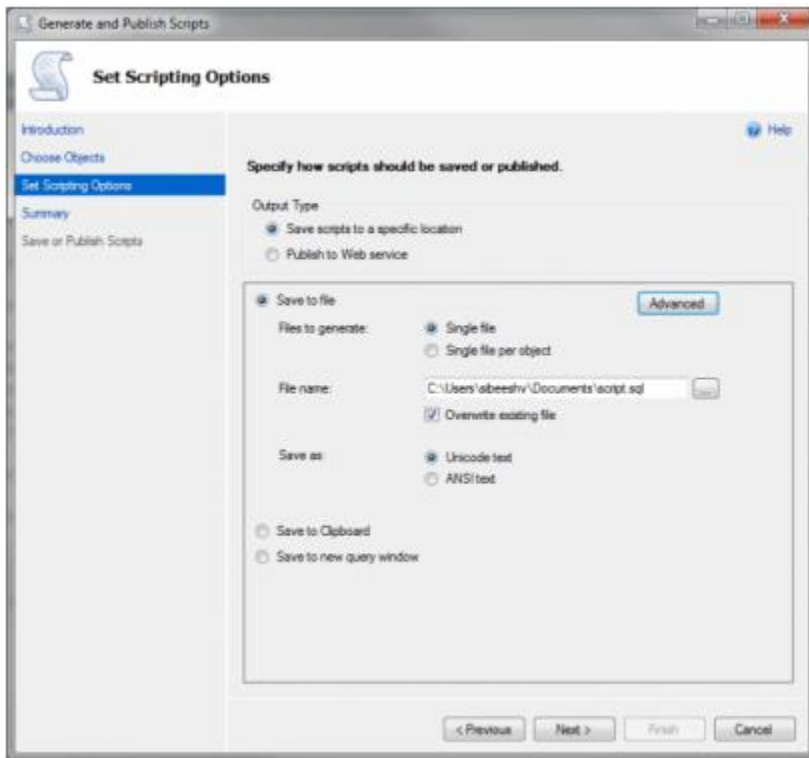 Generate and Publish Scripts
Set Scripting Options
Introduction
Help
Choose Objects
Specify how scripts should be saved or published.
Set Scripting Options
Summary
Output Type
Save scripts to a specific location
Save or Publish Scripts
Publish to Web service
Save to file
Advanced
Files to generate:
Single file
Single file per object
File name:
C:\Users\sibeeshv\Documents\script.sql
...
Overwrite existing file
Save as:
Unicode text
ANSI text
Save to Clipboard
Save to new query window
< Previous
Next >
Finish
Cancel